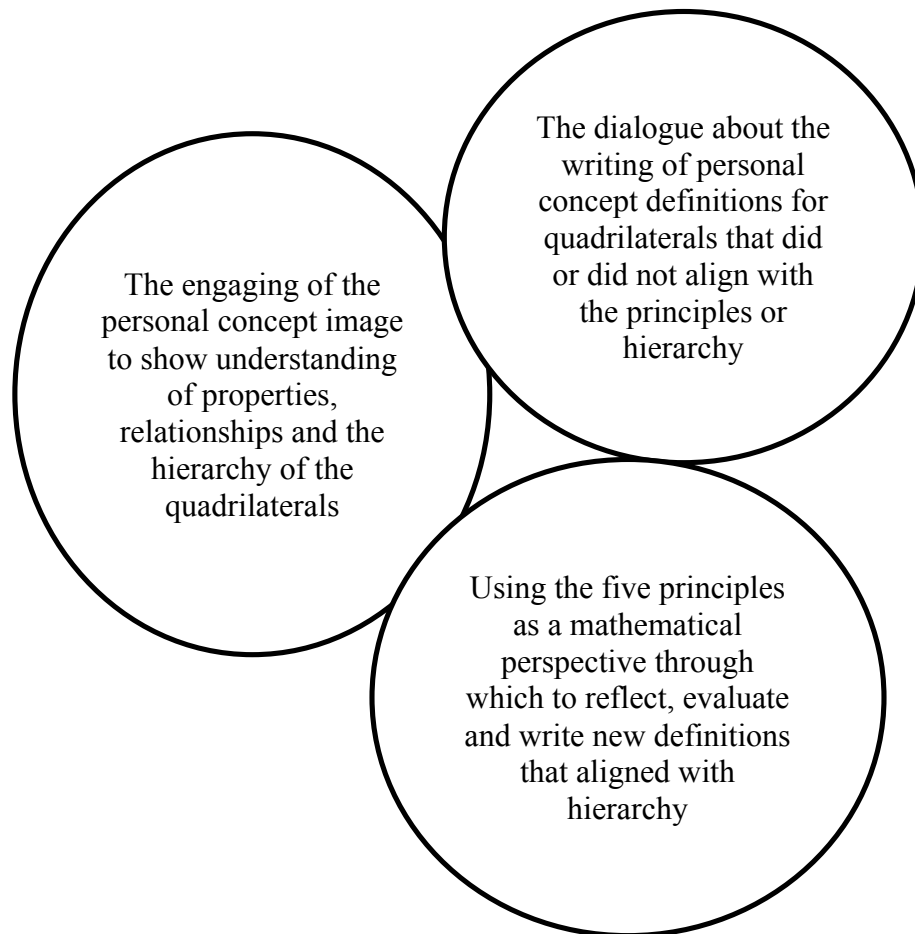 The dialogue about the
writing of personal
concept definitions for
quadrilaterals that did
or did not align with
the principles or
hierarchy
The engaging of the
personal concept image
to show understanding
of properties,
relationships and the
hierarchy of the
quadrilaterals
Using the five principles
as a mathematical
perspective through
which to reflect, evaluate
and write new definitions
that aligned with
hierarchy